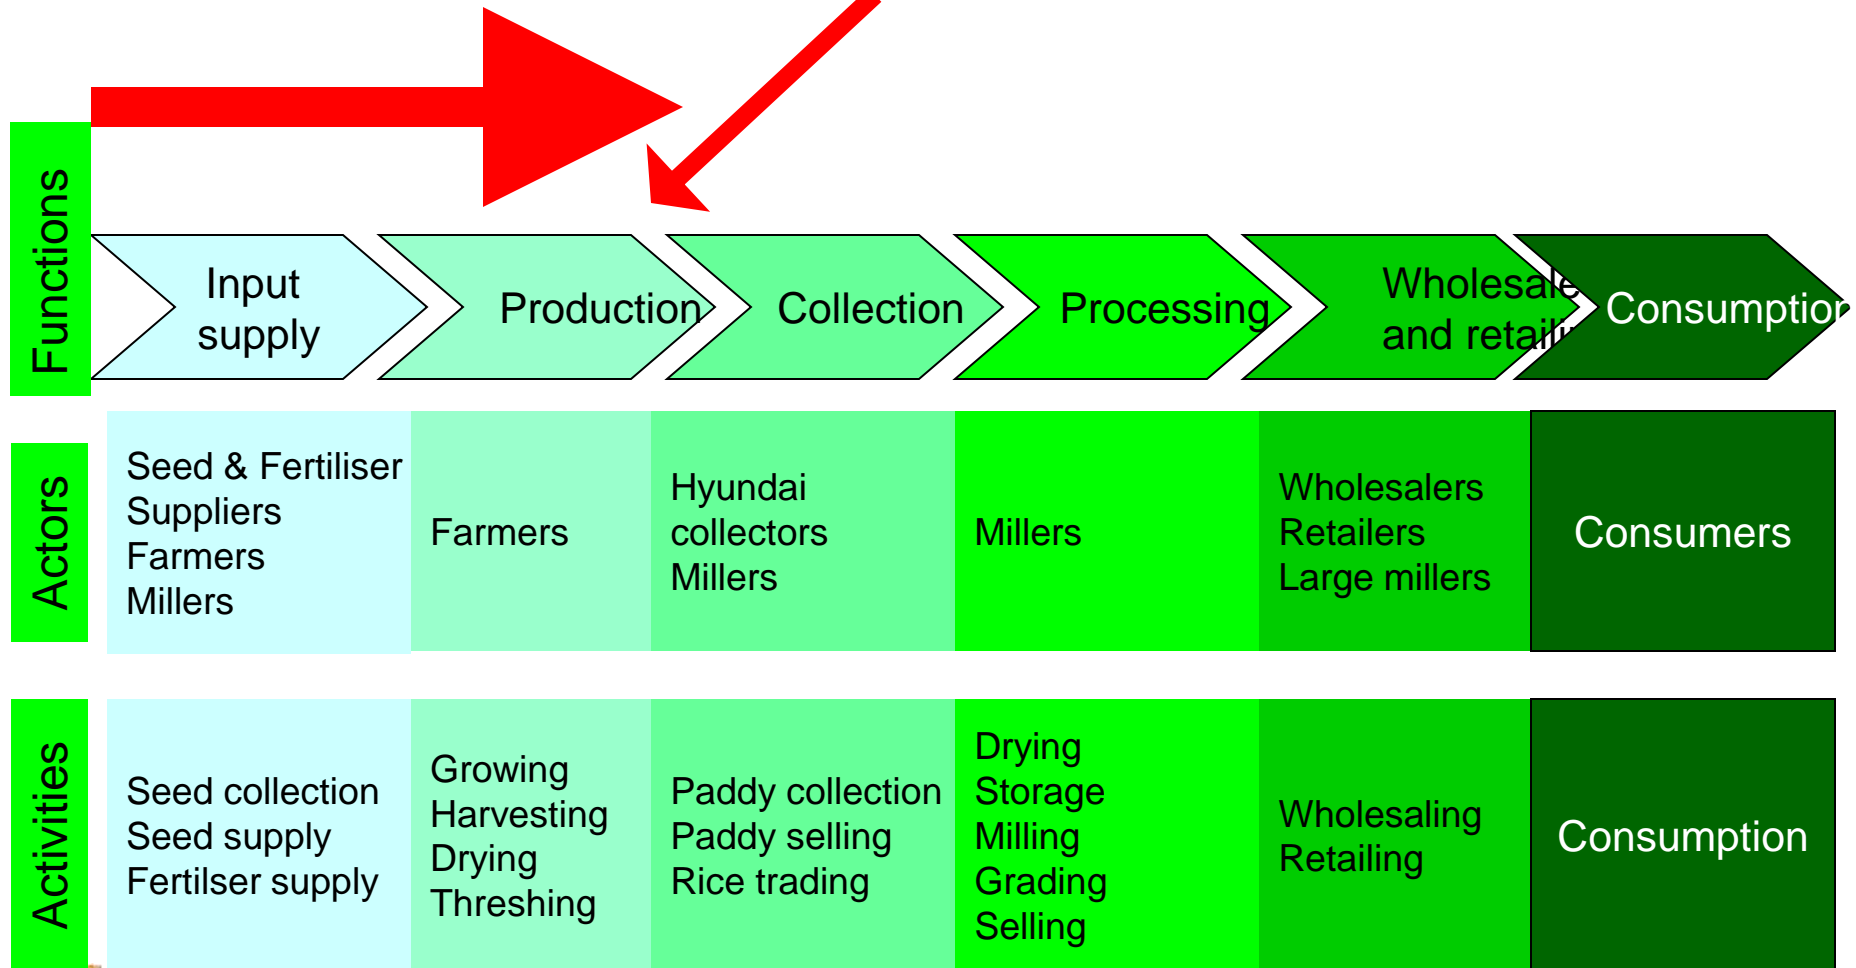 Functions
Input
supply
Production
Collection
Processing
Wholesale
and retaili
Consumption
Actors
Seed & Fertiliser
Suppliers
Farmers
Millers
Farmers
Hyundai
collectors
Millers
Millers
Wholesalers
Retailers
Large millers
Consumers
Activities
Seed collection
Seed supply
Fertilser supply
Growing
Harvesting
Drying
Threshing
Paddy collection
Paddy selling
Rice trading
Drying
Storage
Milling
Grading
Selling
Wholesaling
Retailing
Consumption